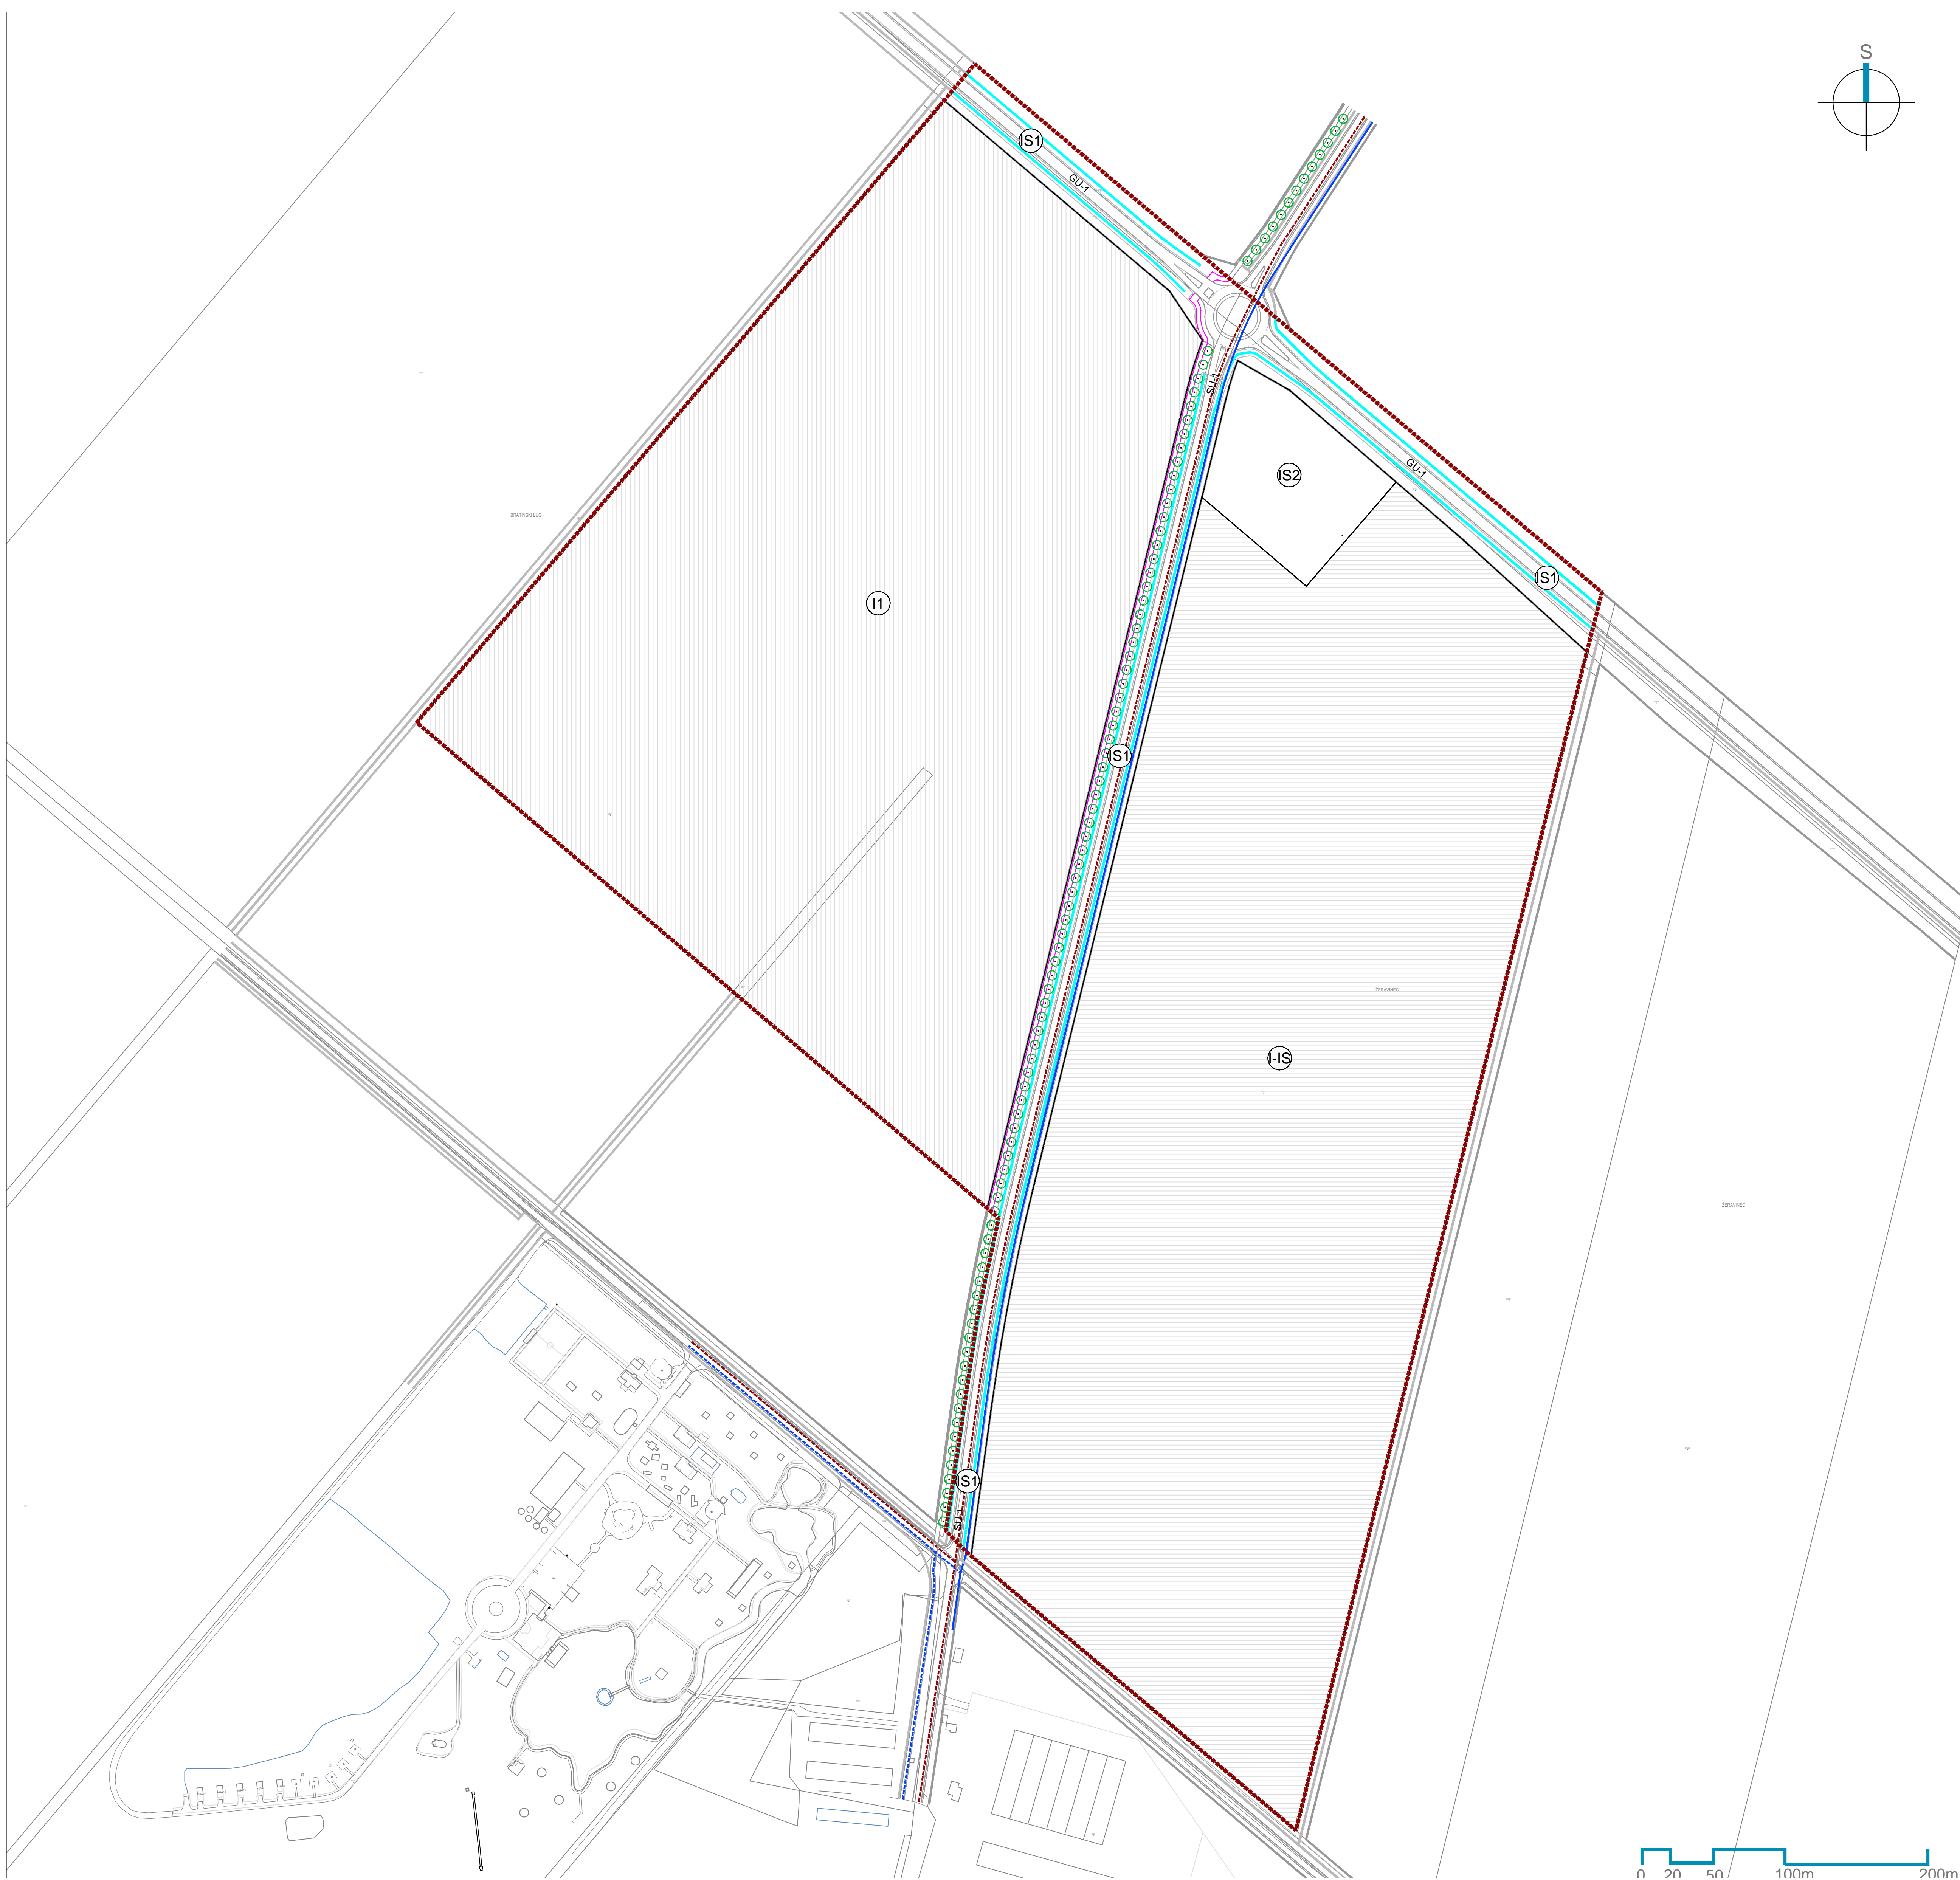 S
IS1
GU-1
SU-1
IS2
GU-1
BRATINSKI LUG
IS1
I1
IS1
ŽERAVINEC
I-IS
ŽERAVINEC
IS1
SU-1
0 20 50 100m 200m